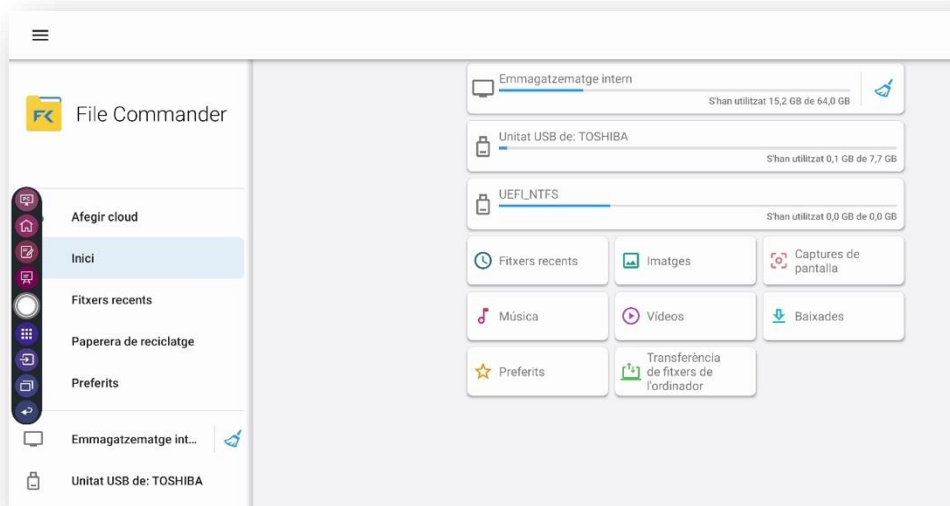 FC File Commander
PC
Afegir cloud
Inici
Fitxers recents
Paperera de reciclatge
Preferits
Emmagatzematge int...
Unitat USB de: TOSHIBA
Emmagatzematge intern
S'han utilitzat 15,2 GB de 64,0 GB
Unitat USB de: TOSHIBA
S'han utilitzat 0,1 GB de 7,7 GB
UEFI_NTFS
S'han utilitzat 0,0 GB de 0,0 GB
Fitxers recents
Imatges
Captures de
pantalla
Música
Vídeos
Baixades
Preferits
Transferència
de fitxers de
l'ordinador